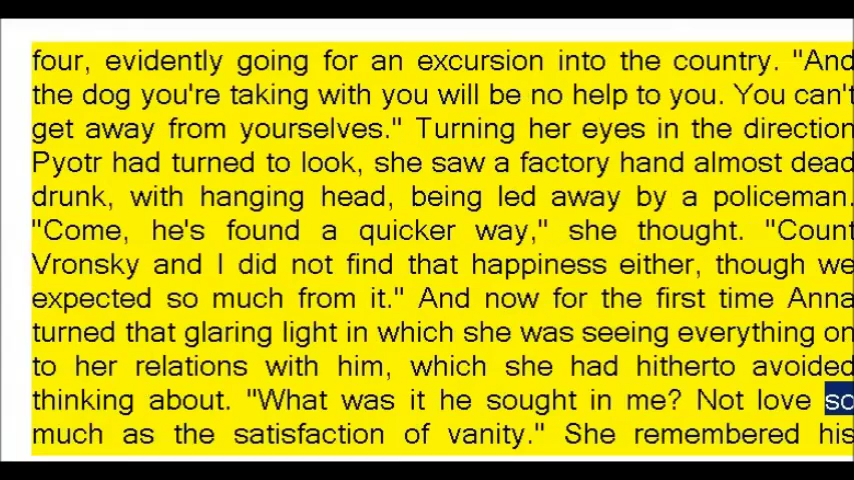 four, evidently going for an excursion into the country. "And
the dog you're taking with you will be no help to you. You can't
get away from yourselves." Turning her eyes in the direction
Pyotr had turned to look, she saw a factory hand almost dead
drunk, with hanging head, being led away by a policeman.
"Come, he's found a quicker way," she thought. "Count
Vronsky and I did not find that happiness either, though we
expected so much from it." And now for the first time Anna
turned that glaring light in which she was seeing everything on
to her relations with him, which she had hitherto avoided
thinking about. "What was it he sought in me? Not love so
much as the satisfaction of vanity." She remembered his